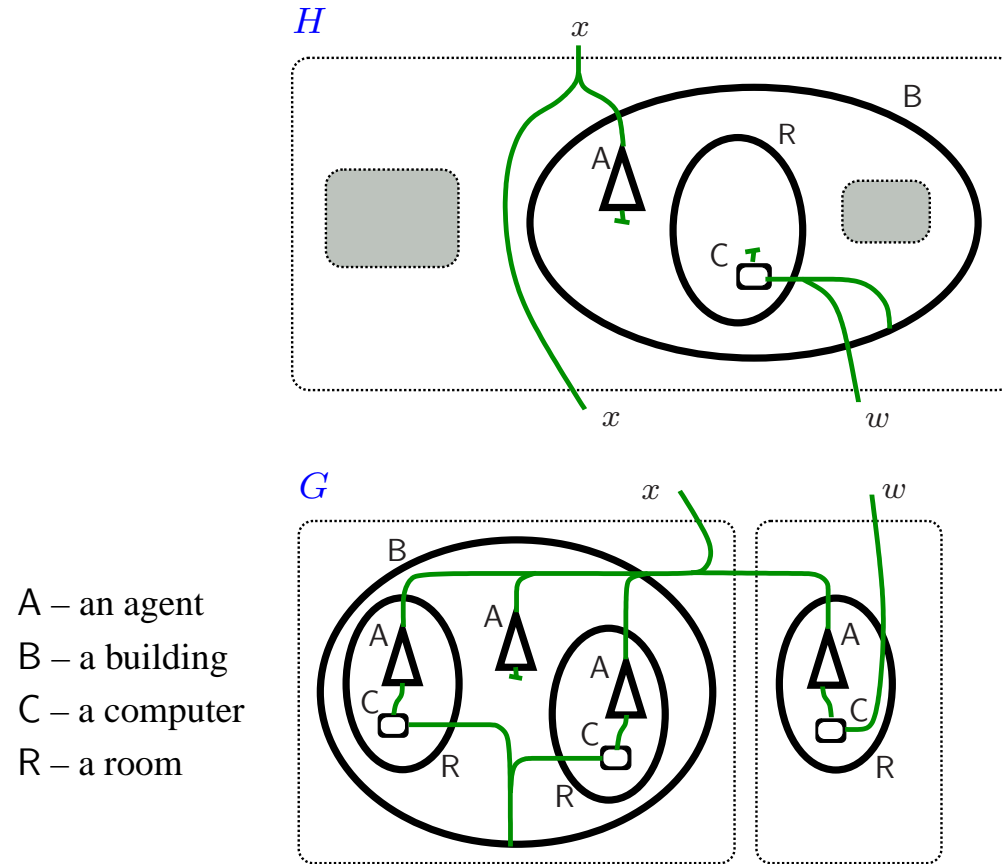 H
x
B
R
A
C
x
w
G
x
w
B
A
A
A
A
C
C
C
R
R
R
A – an agent
B – a building
C – a computer
R – a room